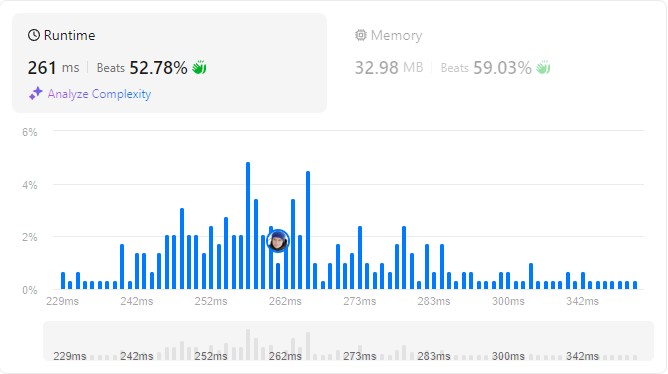 Runtime
Memory
261 ms | Beats 52.78%
32.98 MB | Beats 59.03%
Analyze Complexity
6%
4%
2%
0%
229ms 242ms 252ms 262ms 273ms 283ms 300ms 342ms
229ms 242ms 252ms 262ms 273ms 283ms 300ms 342ms